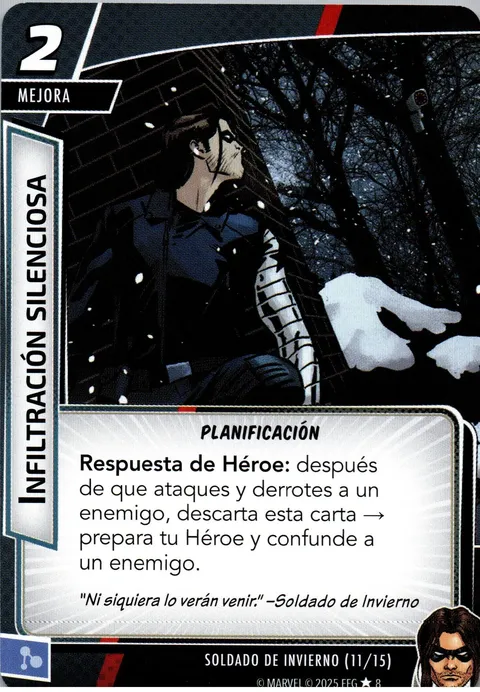 2
MEJORA
INFILTRACIÓN SILENCIOSA
PLANIFICACIÓN
Respuesta de Héroe: después
de que ataques y derrotes a un
enemigo, descarta esta carta →
prepara tu Héroe y confunde a
un enemigo.
"Ni siquiera lo verán venir." –Soldado de Invierno
SOLDADO DE INVIERNO (11/15)
© MARVEL © 2025 FFG ★ 8